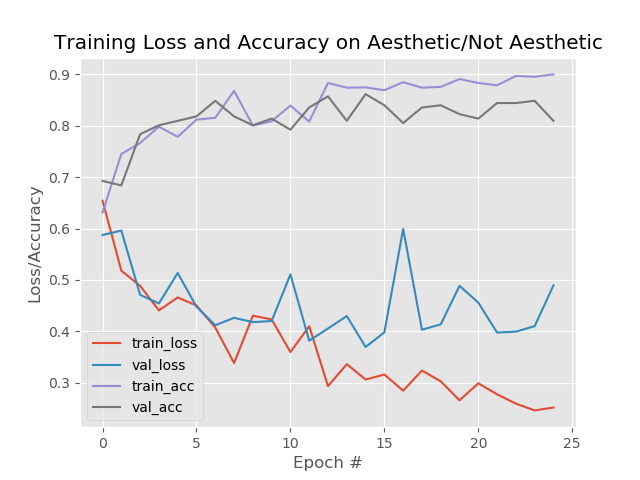 Training Loss and Accuracy on Aesthetic/Not Aesthetic
0.9
0.8
0.7
0.6
0.5
0.4
0.3
Loss/Accuracy
train_loss
val_loss
train_acc
val_acc
0 5 10 15 20 25
Epoch #